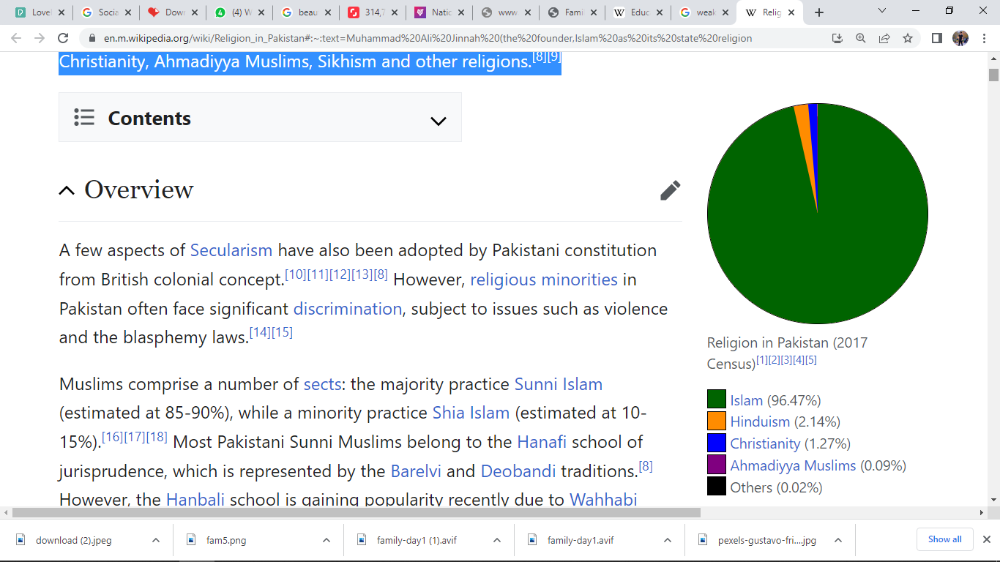 Lovel
Socia
Down
(4) W
beau
314,7
Natic
www
Fami
Educ
weak
Relig
en.m.wikipedia.org/wiki/Religion_in_Pakistan#:~:text=Muhammad%20Ali%20Jinnah%20(the%20founder,Islam%20as%20its%20state%20religion
Christianity, Ahmadiyya Muslims, Sikhism and other religions.[8][9]
Contents
Overview
A few aspects of Secularism have also been adopted by Pakistani constitution
from British colonial concept.[10][11][12][13][8] However, religious minorities in
Pakistan often face significant discrimination, subject to issues such as violence
and the blasphemy laws.[14][15]
Muslims comprise a number of sects: the majority practice Sunni Islam
(estimated at 85-90%), while a minority practice Shia Islam (estimated at 10-
15%).[16][17][18] Most Pakistani Sunni Muslims belong to the Hanafi school of
jurisprudence, which is represented by the Barelvi and Deobandi traditions.[8]
However, the Hanbali school is gaining popularity recently due to Wahhabi
Religion in Pakistan (2017
Census)[1][2][3][4][5]
Islam (96.47%)
Hinduism (2.14%)
Christianity (1.27%)
Ahmadiyya Muslims (0.09%)
Others (0.02%)
download (2).jpeg
fam5.png
family-day1 (1).avif
family-day1.avif
pexels-gustavo-fri....jpg
Show all